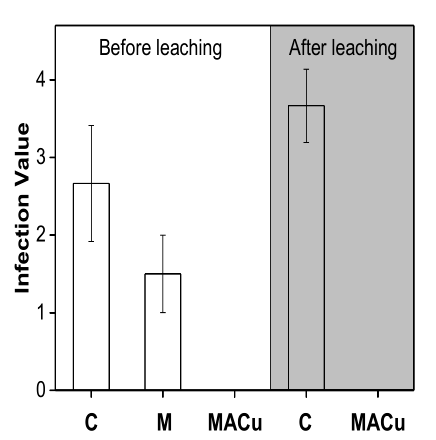 Before leaching
After leaching
Infection Value
4
3
2
1
0
C M MACu C MACu